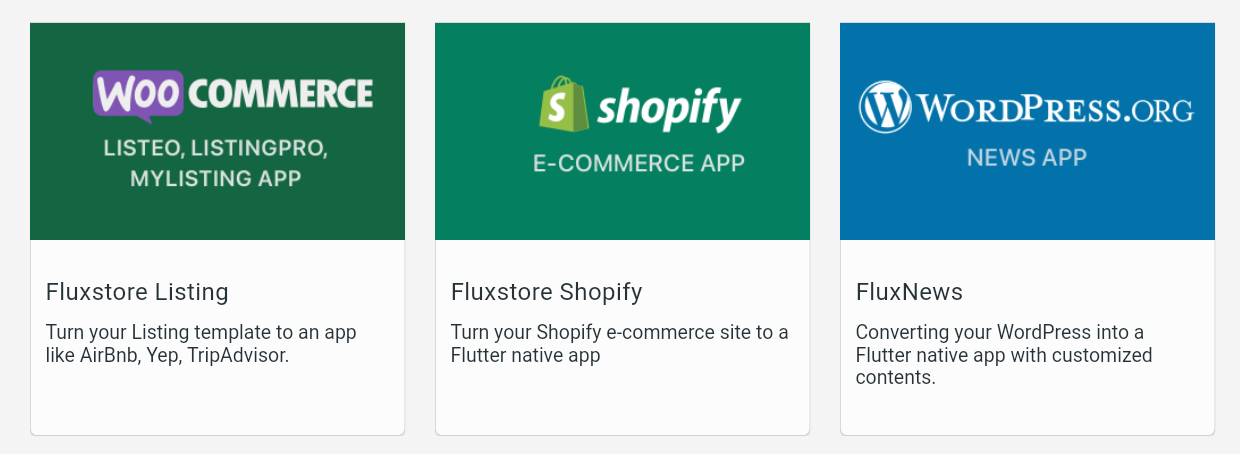 WOO COMMERCE
LISTEO, LISTINGPRO,
MYLISTING APP
Fluxstore Listing
Turn your Listing template to an app
like AirBnb, Yep, TripAdvisor.
S shopify
E-COMMERCE APP
Fluxstore Shopify
Turn your Shopify e-commerce site to a
Flutter native app
W WORDPRESS.ORG
NEWS APP
FluxNews
Converting your WordPress into a
Flutter native app with customized
contents.